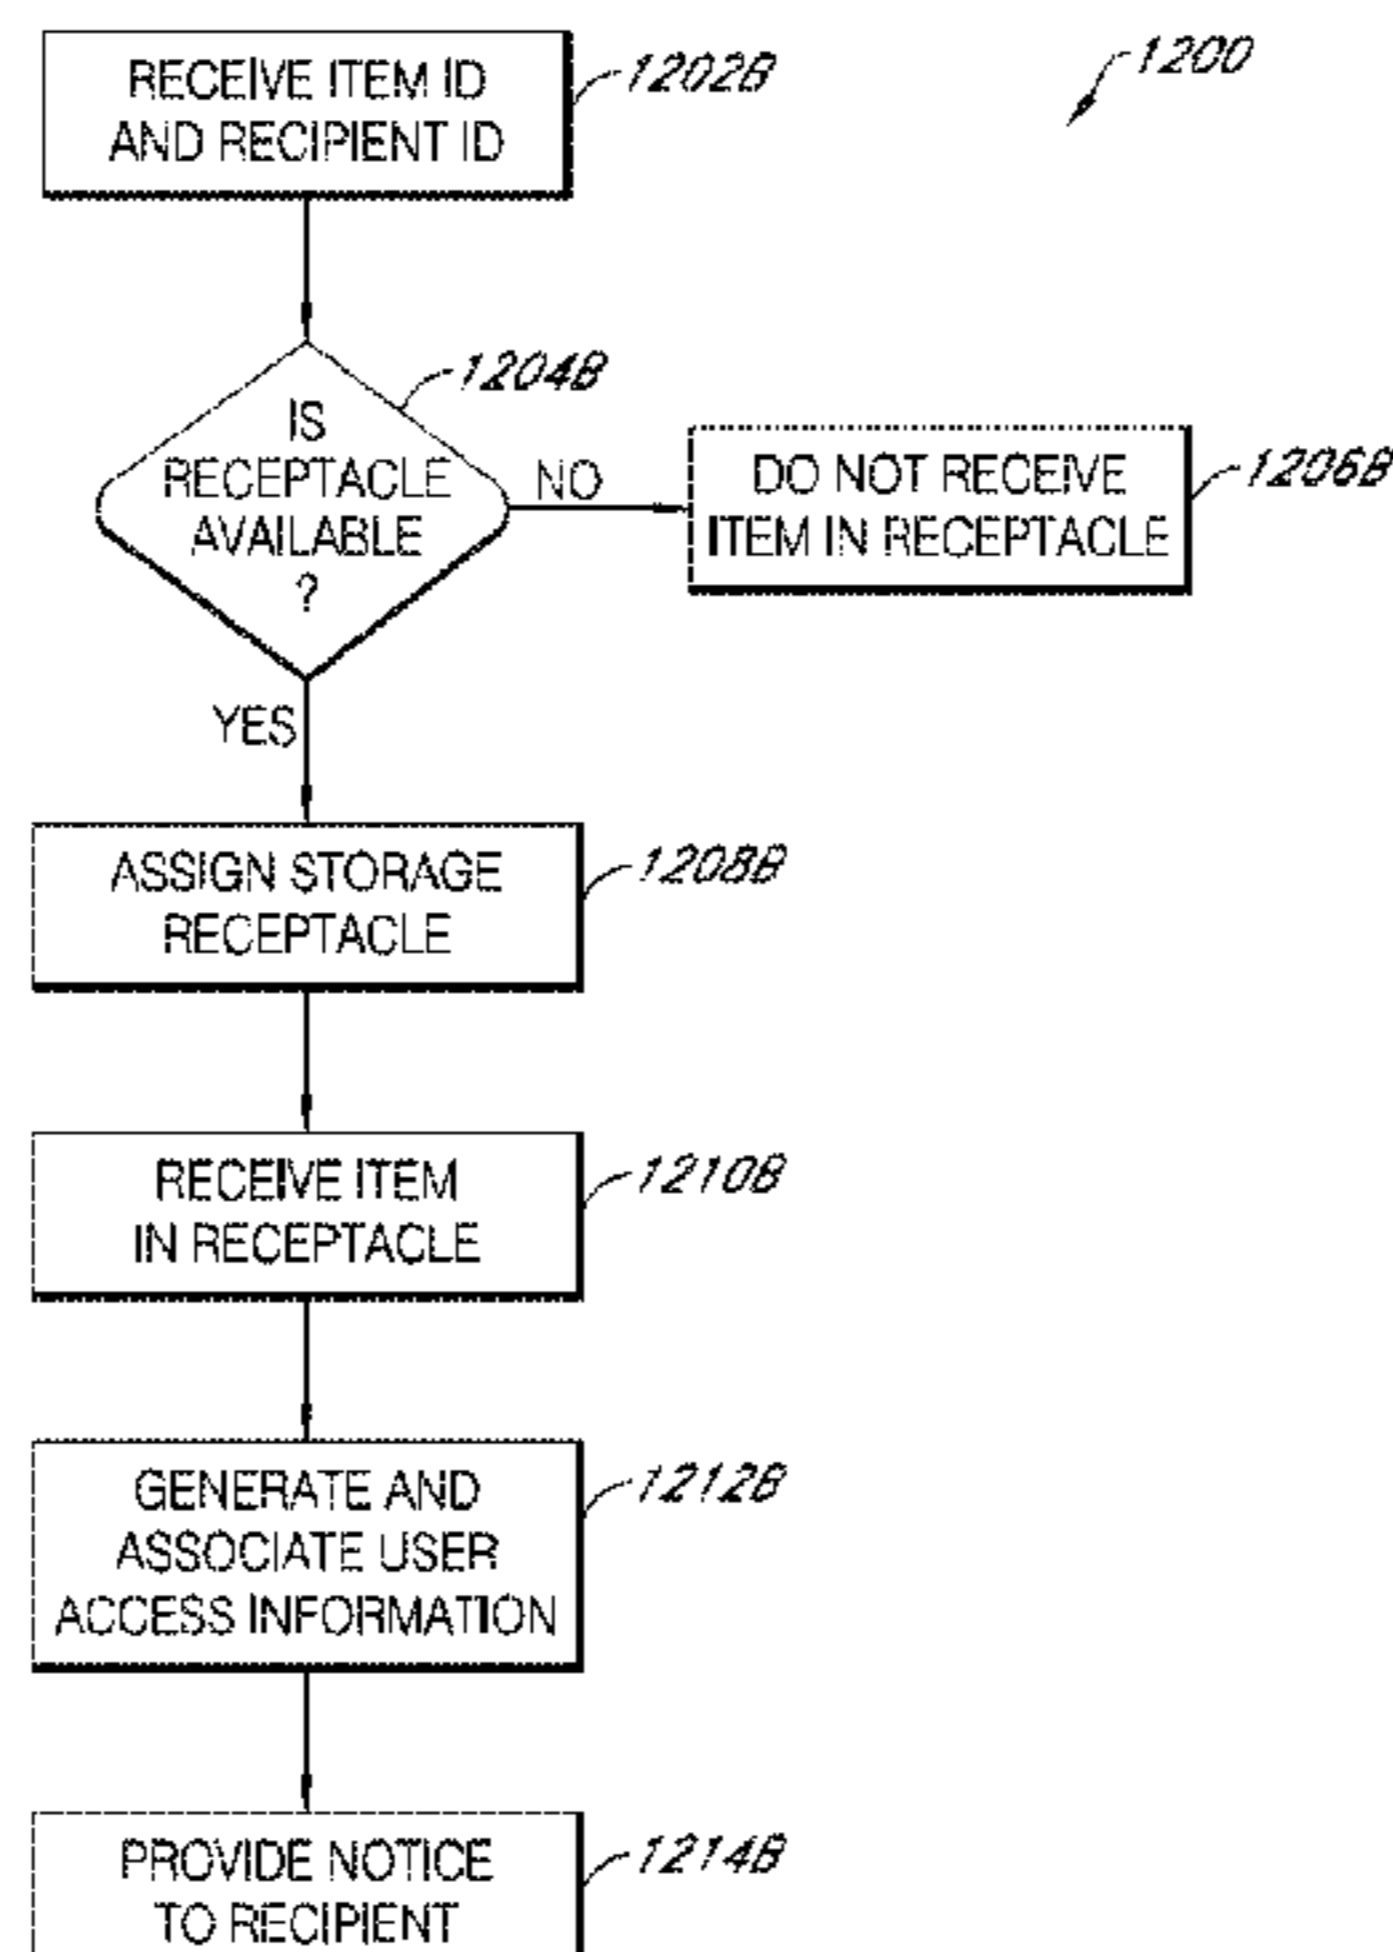 1200
RECEIVE ITEM ID
AND RECIPIENT ID
1202B
1204B
IS
RECEPTACLE
AVAILABLE
?
NO
DO NOT RECEIVE
ITEM IN RECEPTACLE
1206B
YES
ASSIGN STORAGE
RECEPTACLE
1208B
RECEIVE ITEM
IN RECEPTACLE
1210B
GENERATE AND
ASSOCIATE USER
ACCESS INFORMATION
1212B
PROVIDE NOTICE
TO RECIPIENT
1214B